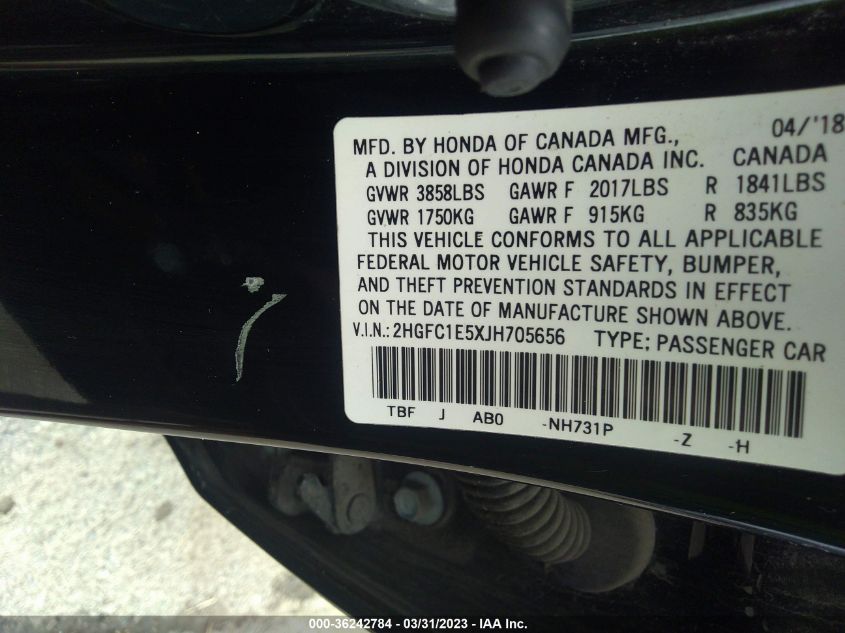 04/'18
MFD. BY HONDA OF CANADA MFG.,
A DIVISION OF HONDA CANADA INC. CANADA
GVWR 3858LBS GAWR F 2017LBS R 1841LBS
GVWR 1750KG GAWR F 915KG R 835KG
THIS VEHICLE CONFORMS TO ALL APPLICABLE
FEDERAL MOTOR VEHICLE SAFETY, BUMPER,
AND THEFT PREVENTION STANDARDS IN EFFECT
ON THE DATE OF MANUFACTURE SHOWN ABOVE.
V.I.N.: 2HGFC1E5XJH705656 TYPE: PASSENGER CAR
TBF J AB0 -NH731P -Z -H
000-36242784 - 03/31/2023 - IAA Inc.